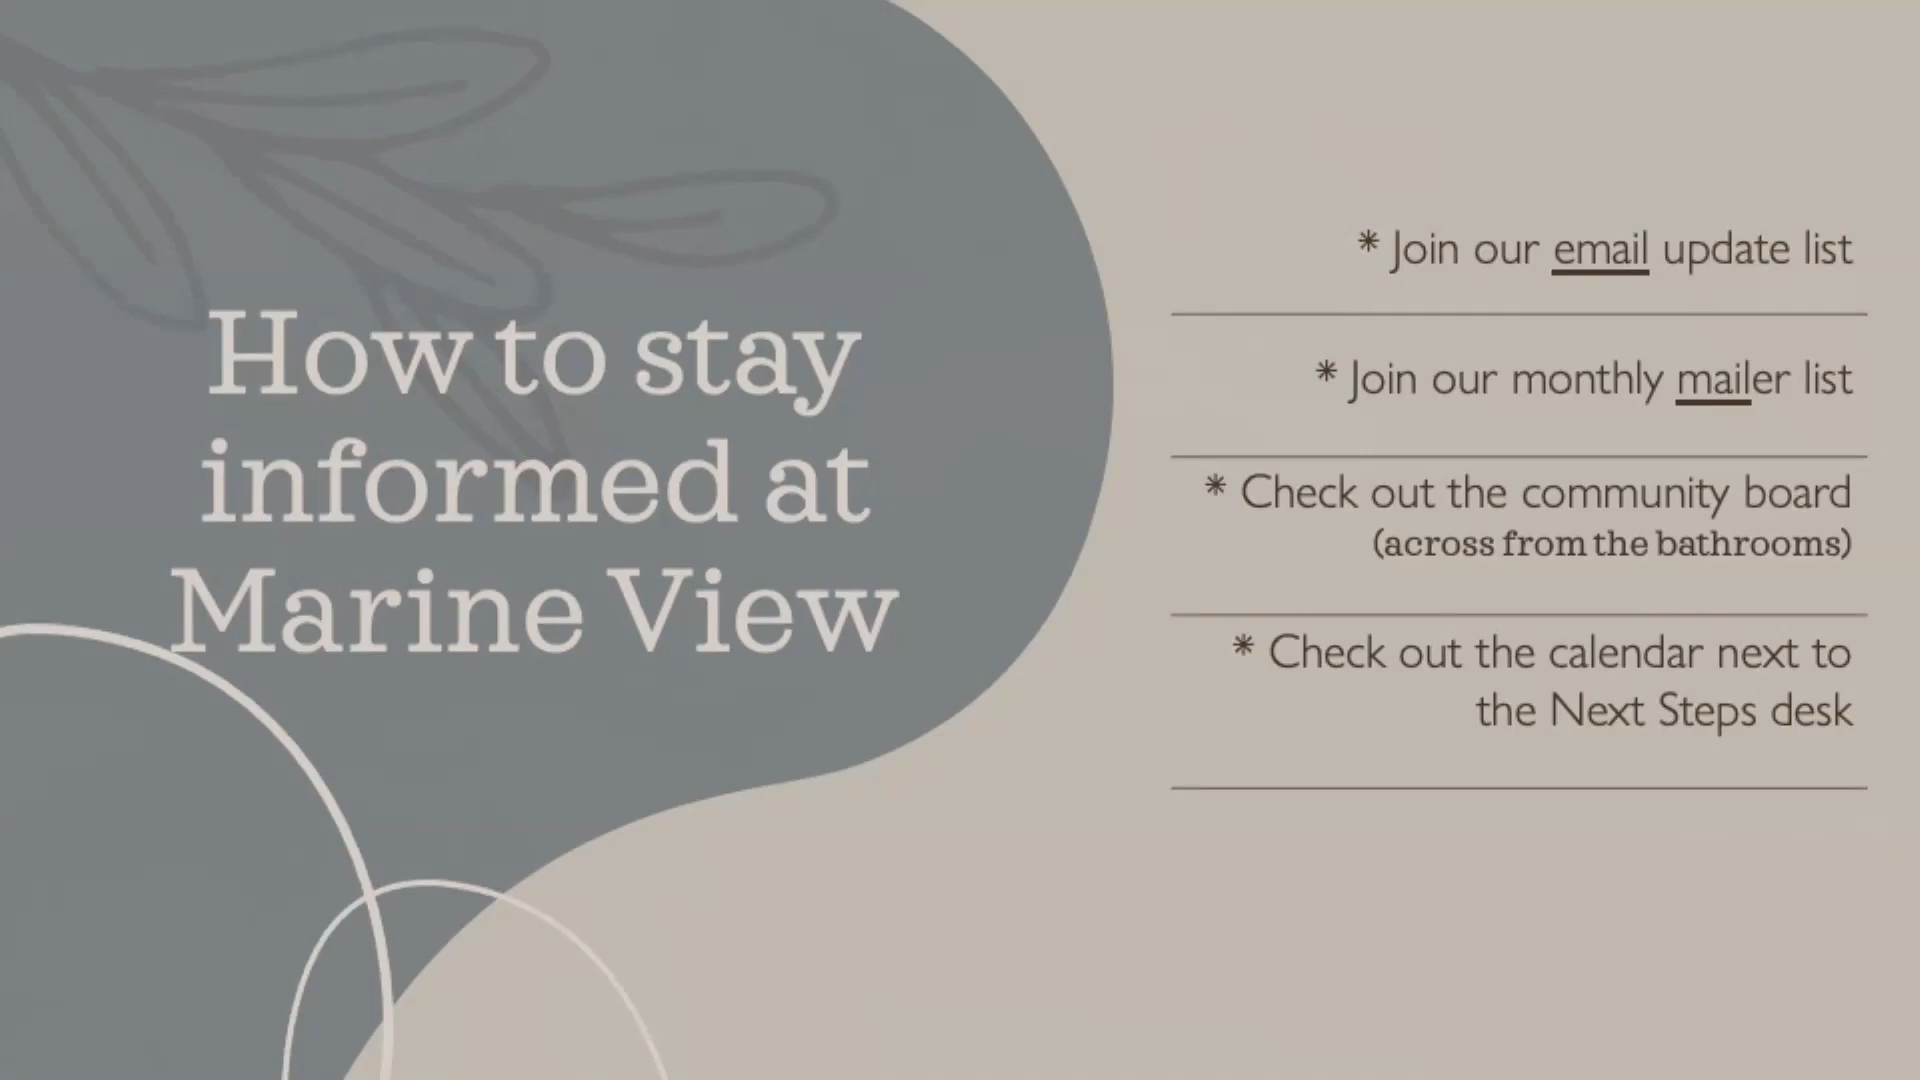 How to stay
informed at
Marine View
* Join our email update list
* Join our monthly mailer list
* Check out the community board
(across from the bathrooms)
* Check out the calendar next to
the Next Steps desk